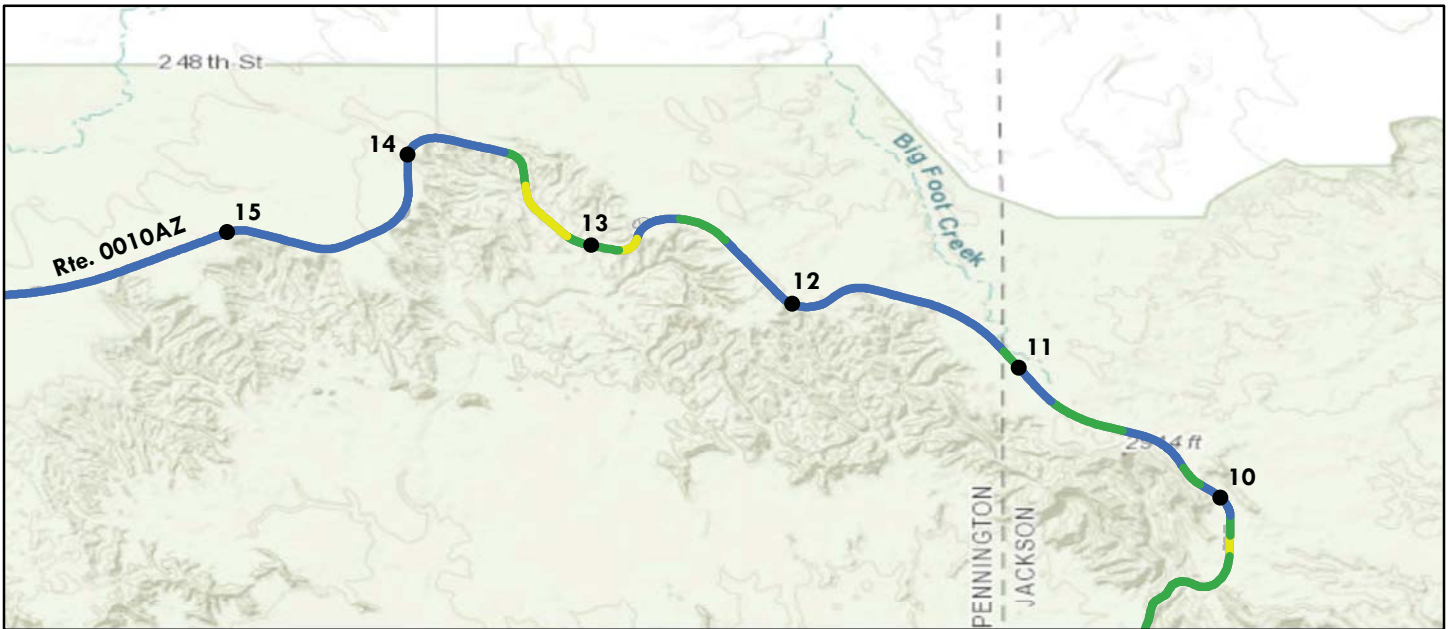 248th St
14
15
Rte. 0010AZ
13
12
Big Foot Creek
11
10
PENNINGTON
JACKSON